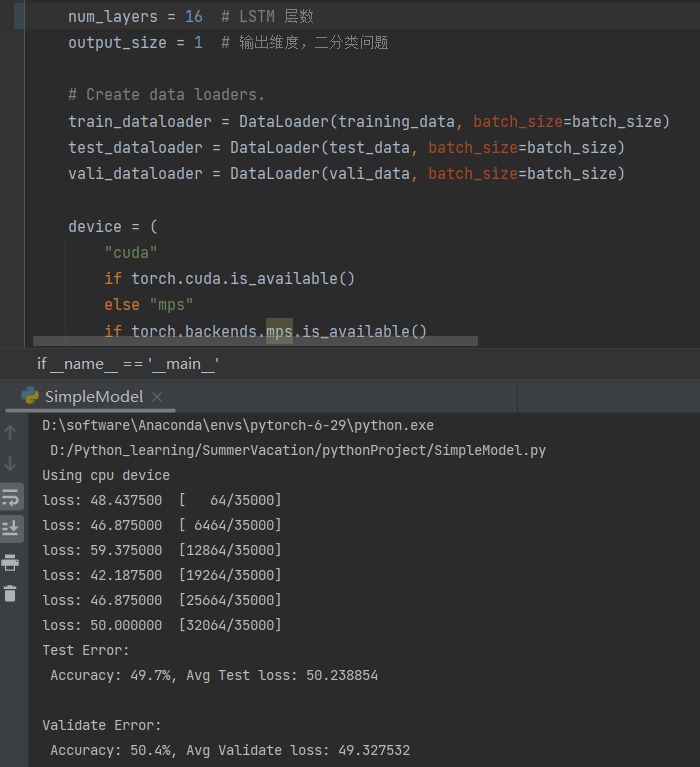 num_layers = 16  # LSTM 层数
output_size = 1  # 输出维度，二分类问题
# Create data loaders.
train_dataloader = DataLoader(training_data, batch_size=batch_size)
test_dataloader = DataLoader(test_data, batch_size=batch_size)
vali_dataloader = DataLoader(vali_data, batch_size=batch_size)
device = (
"cuda"
if torch.cuda.is_available()
else "mps"
if torch.backends.mps.is_available()
if __name__ == '__main__'
SimpleModel
D:\software\Anaconda\envs\pytorch-6-29\python.exe
D:/Python_learning/SummerVacation/pythonProject/SimpleModel.py
Using cpu device
loss: 48.437500  [   64/35000]
loss: 46.875000  [ 6464/35000]
loss: 59.375000  [12864/35000]
loss: 42.187500  [19264/35000]
loss: 46.875000  [25664/35000]
loss: 50.000000  [32064/35000]
Test Error:
Accuracy: 49.7%, Avg Test loss: 50.238854
Validate Error:
Accuracy: 50.4%, Avg Validate loss: 49.327532